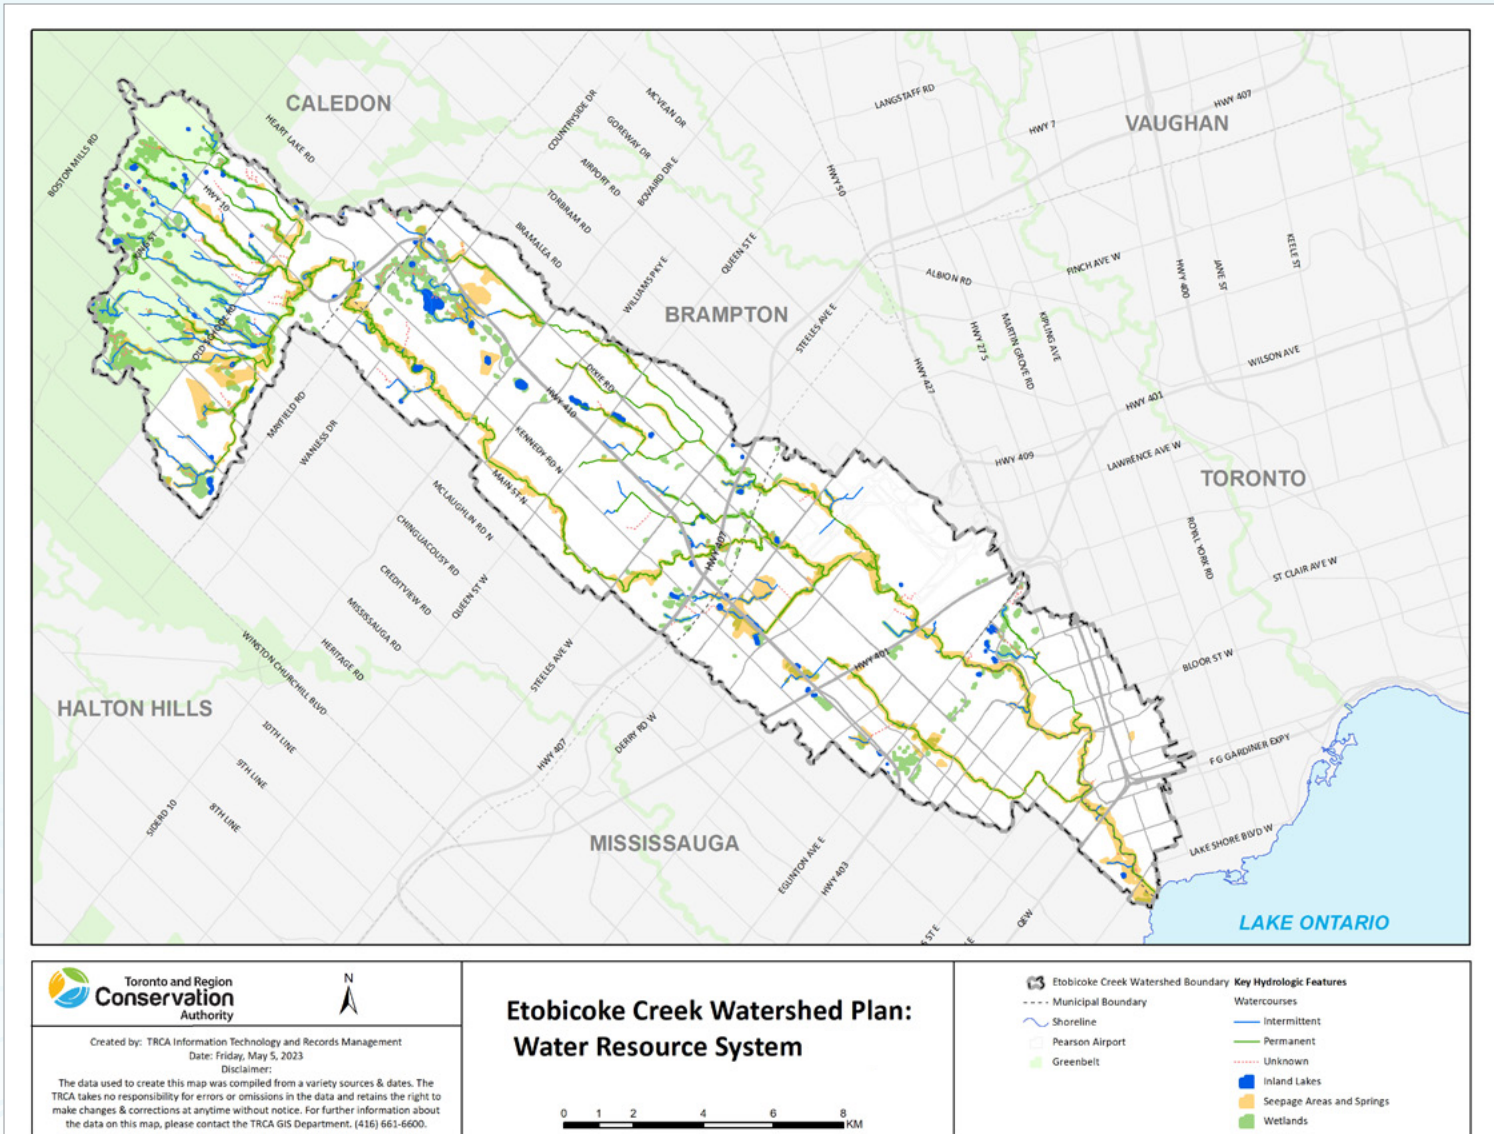 CALEDON
VAUGHAN
BRAMPTON
TORONTO
HALTON HILLS
MISSISSAUGA
LAKE ONTARIO
BOSTON MILLS RD
HEART LAKE RD
HWY 10
KING ST
OLD SCHOOL RD
MAYFIELD RD
WANLESS DR
COUNTRYSIDE DR
MCVEAN DR
GOREWAY DR
AIRPORT RD
BOVAIRD DR E
TORBRAM RD
BRAMALEA RD
WILLIAMS PKY E
QUEEN ST E
LANGSTAFF RD
HWY 7
HWY 407
HWY 50
ALBION RD
FINCH AVE W
HWY 400
JANE ST
KEELE ST
STEELES AVE E
HWY 27 S
MARTIN GROVE RD
KIPLING AVE
WILSON AVE
HWY 427
HWY 401
HWY 409
LAWRENCE AVE W
DIXIE RD
HWY 410
KENNEDY RD N
MAIN ST N
MCLAUGHLIN RD N
CHINGUACOUSY RD
CREDITVIEW RD
QUEEN ST W
MISSISSAUGA RD
HERITAGE RD
WINSTON CHURCHILL BLVD
10TH LINE
9TH LINE
8TH LINE
SIDERD 10
STEELES AVE W
HWY 407
DERRY RD W
HWY 407
HWY 401
ROYAL YORK RD
ST CLAIR AVE W
BLOOR ST W
F G GARDINER EXPY
LAKE SHORE BLVD W
EGLINTON AVE E
HWY 403
QEW
S ST E
E
Toronto and Region
Conservation
Authority
N
Created by: TRCA Information Technology and Records Management
Date: Friday, May 5, 2023
Disclaimer:
The data used to create this map was compiled from a variety sources & dates. The
TRCA takes no responsibility for errors or omissions in the data and retains the right to
make changes & corrections at anytime without notice. For further information about
the data on this map, please contact the TRCA GIS Department. (416) 661-6600.
Etobicoke Creek Watershed Plan:
Water Resource System
0 1 2 4 6 8
KM
Etobicoke Creek Watershed Boundary
Municipal Boundary
Shoreline
Pearson Airport
Greenbelt
Key Hydrologic Features
Watercourses
Intermittent
Permanent
Unknown
Inland Lakes
Seepage Areas and Springs
Wetlands